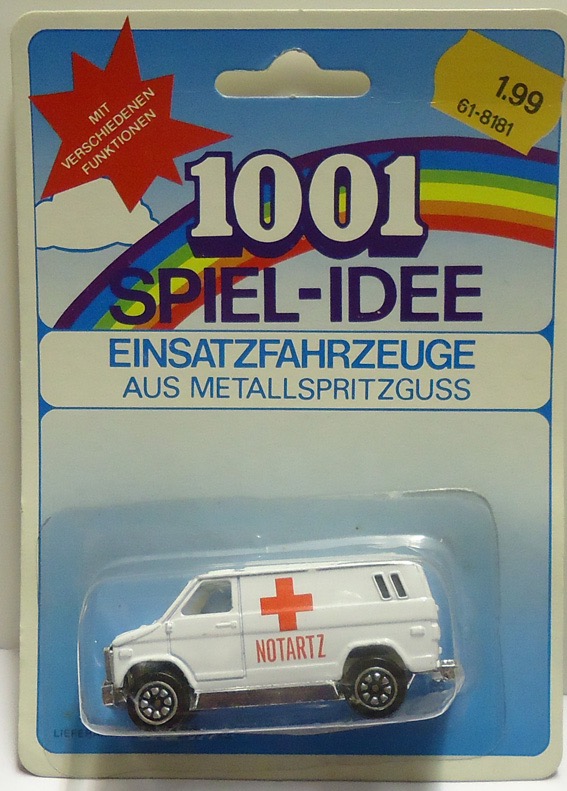 MIT
VERSCHIEDENEN
FUNKTIONEN
1.99
61-8181
1001
SPIEL-IDEE
EINSATZFAHRZEUGE
AUS METALLSPRITZGUSS
NOTARTZ